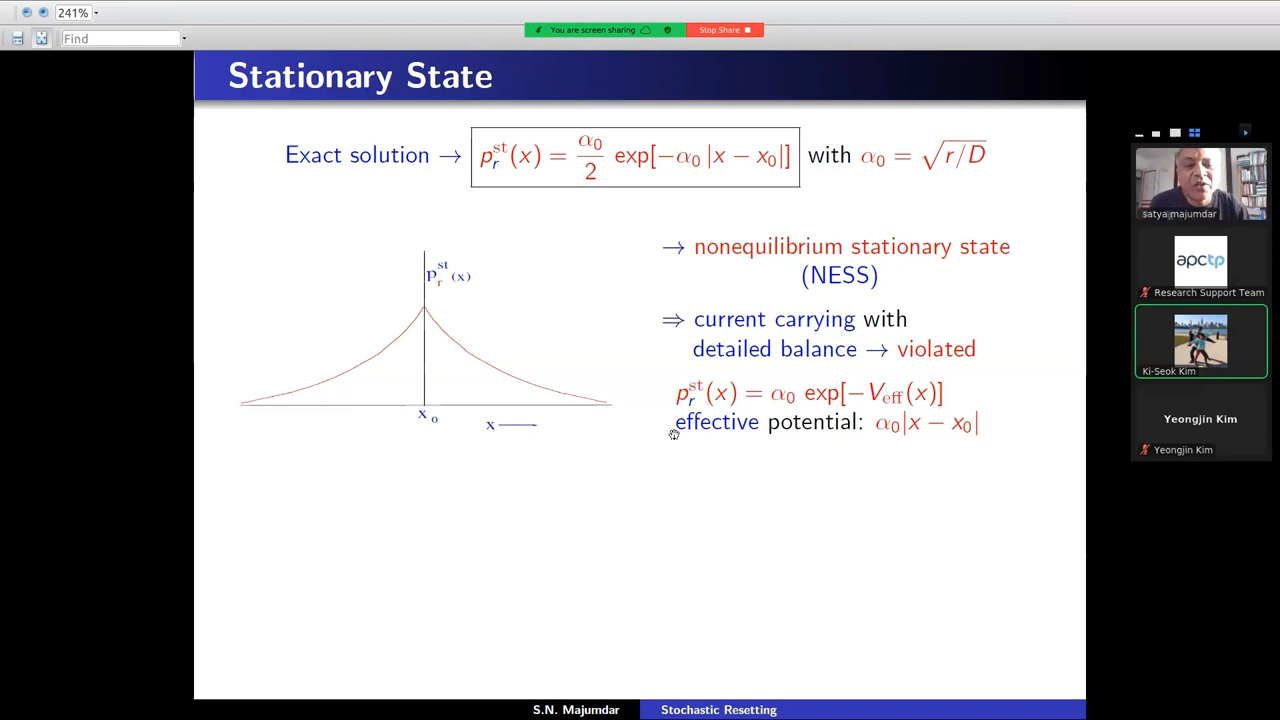 241%
You are screen sharing
Stop Share
Find
Stationary State
Exact solution → p_r^st(x) = α₀/2 exp[−α₀ |x − x₀|] with α₀ = √(r/D)
p_r^st (x)
x₀
x
→ nonequilibrium stationary state
(NESS)
⇒ current carrying with
detailed balance → violated
p_r^st(x) = α₀ exp[−V_eff(x)]
effective potential: α₀|x − x₀|
satya majumdar
apctp
Research Support Team
Ki-Seok Kim
Yeongjin Kim
Yeongjin Kim
S.N. Majumdar
Stochastic Resetting